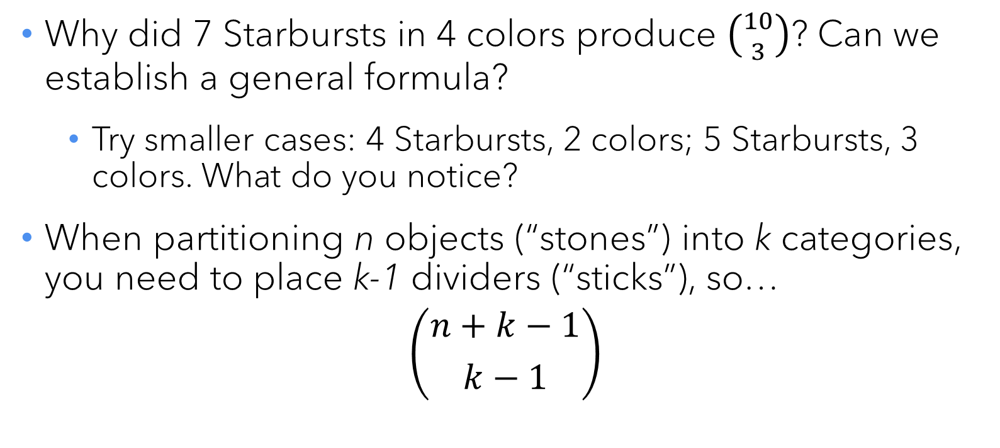 • Why did 7 Starbursts in 4 colors produce (10 3)? Can we
establish a general formula?
• Try smaller cases: 4 Starbursts, 2 colors; 5 Starbursts, 3
colors. What do you notice?
• When partitioning n objects (“stones”) into k categories,
you need to place k-1 dividers (“sticks”), so…
(n + k − 1
k − 1)